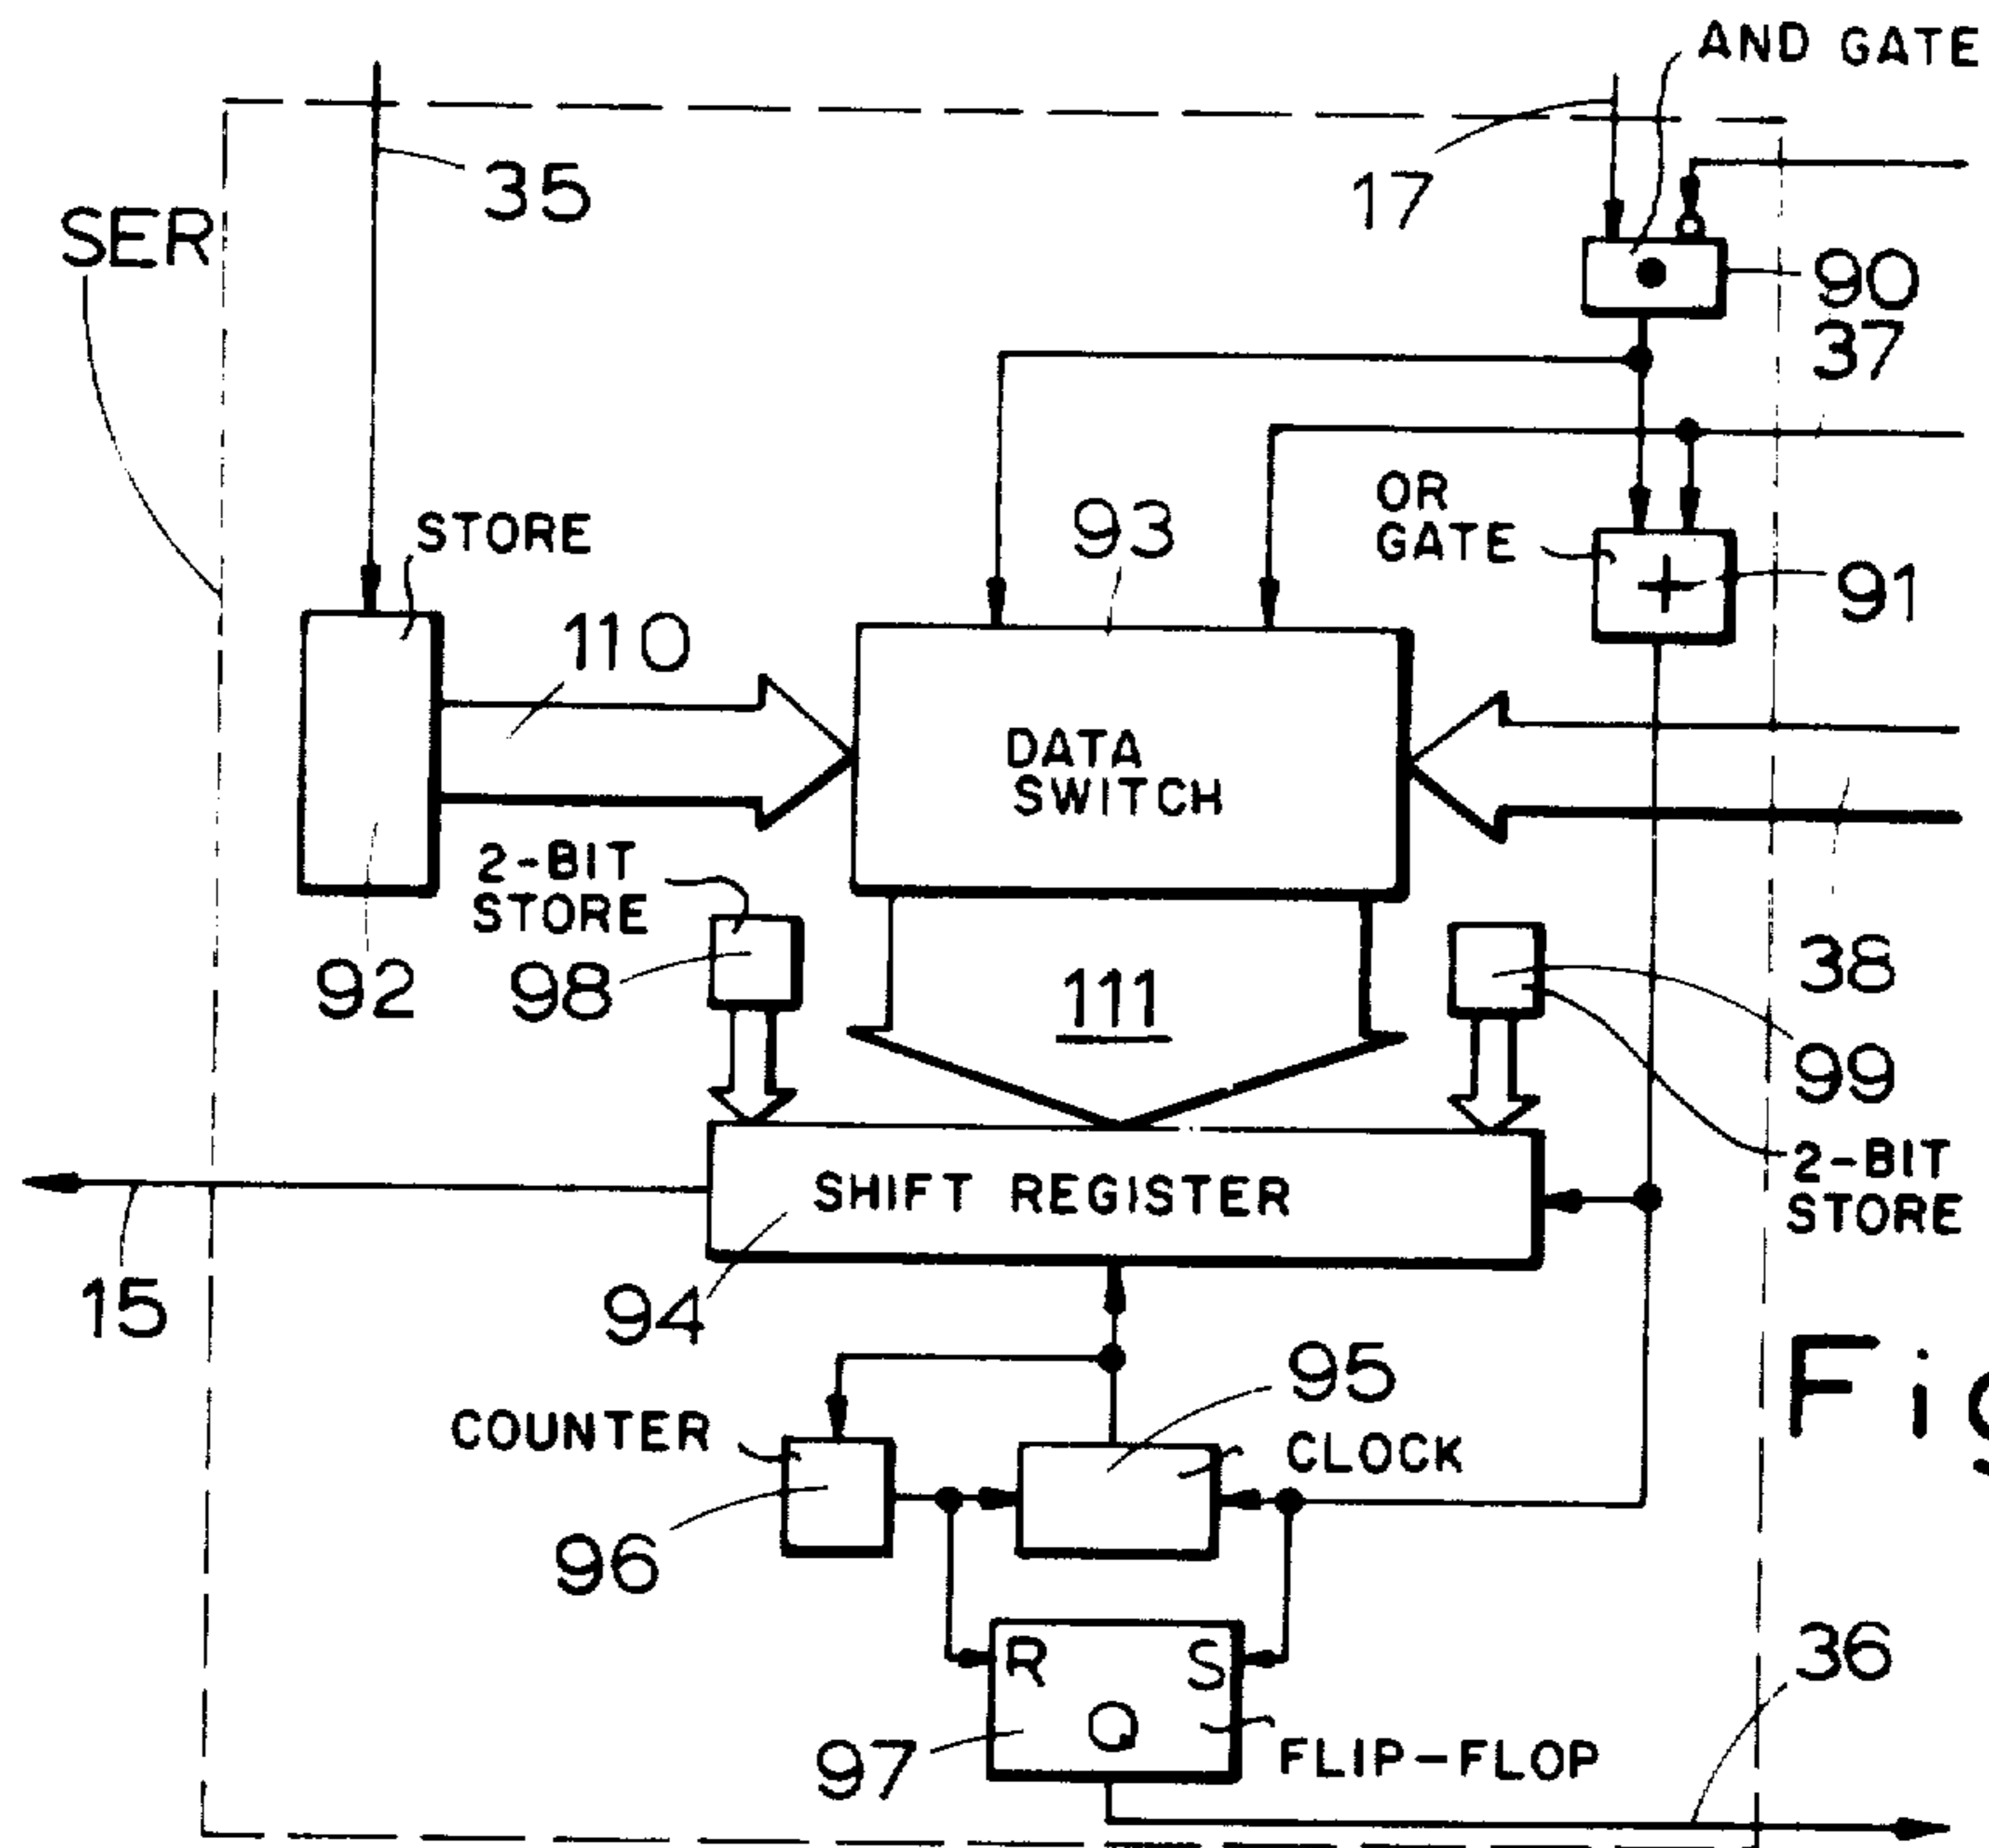 AND GATE
35
17
SER
90
37
STORE
93
OR
GATE
91
110
DATA
SWITCH
2-BIT
STORE
92
98
111
38
99
2-BIT
STORE
SHIFT REGISTER
15
94
95
COUNTER
CLOCK
96
R
S
Q
36
97
FLIP-FLOP